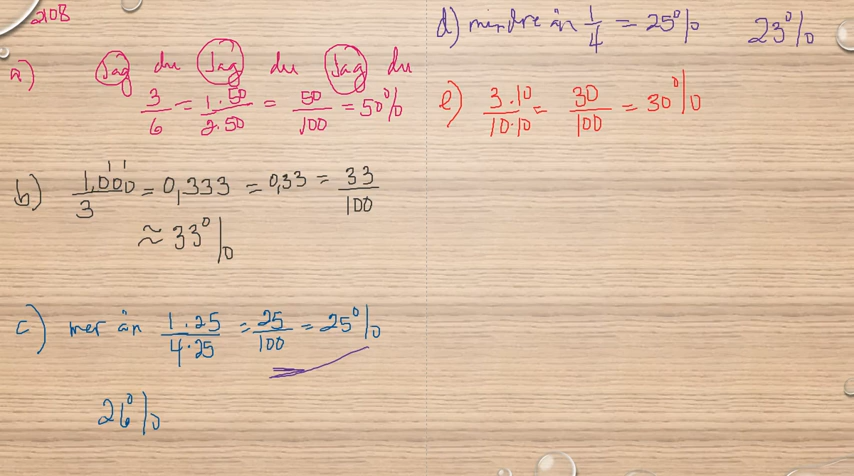 2108
a) Jag du Jag du Jag du
3/6 = 1·50/2·50 = 50/100 = 50%
b) 1,000/3 = 0,333 = 0,33 = 33/100
≈ 33%
c) mer än 1·25/4·25 = 25/100 = 25%
26%
d) mindre än 1/4 = 25% 23%
e) 3·10/10·10 = 30/100 = 30%